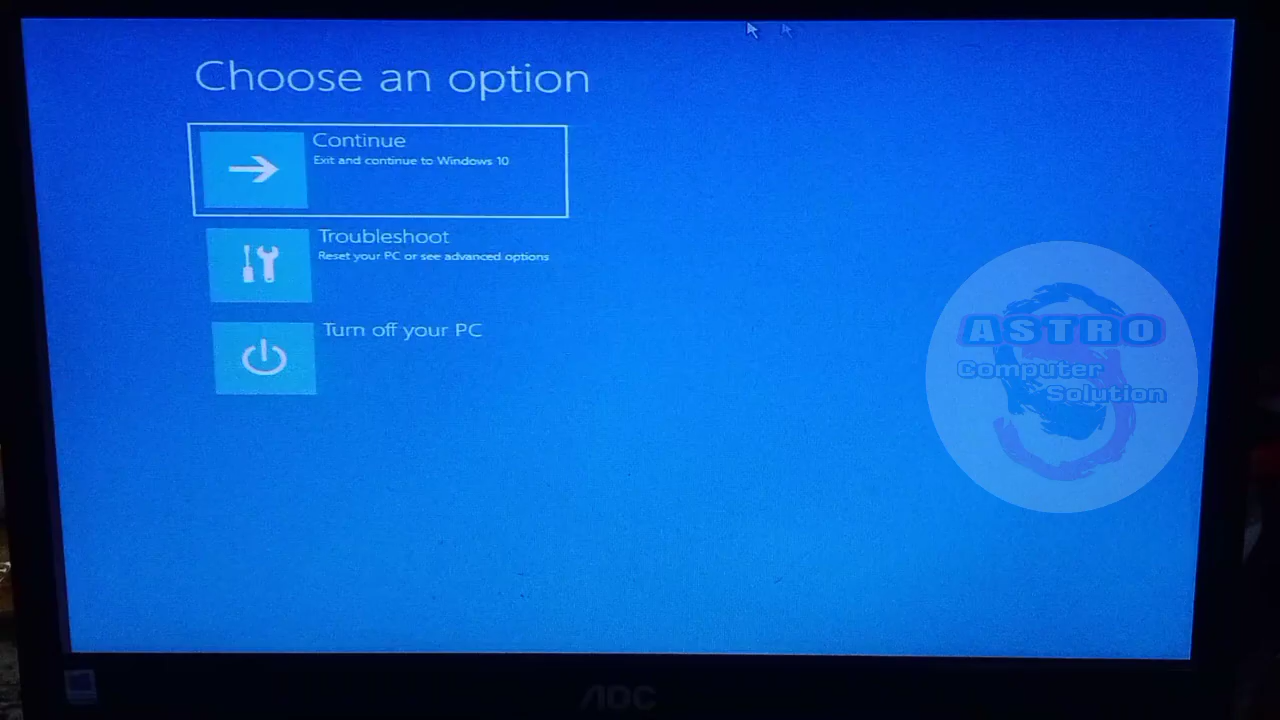 Choose an option
Continue
Exit and continue to Windows 10
Troubleshoot
Reset your PC or see advanced options
Turn off your PC
ASTRO
Computer
Solution
AOC